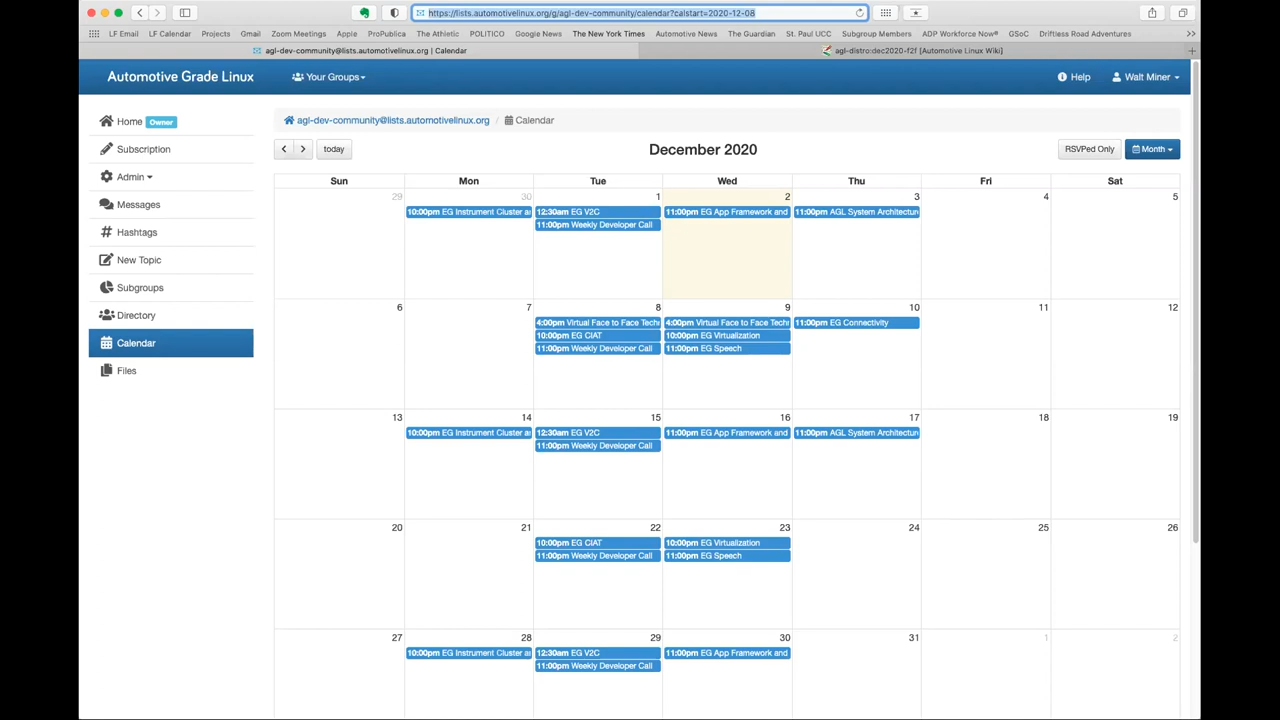 https://lists.automotivelinux.org/g/agl-dev-community/calendar?calstart=2020-12-08
LF Email LF Calendar Projects Gmail Zoom Meetings Apple ProPublica The Athletic POLITICO Google News The New York Times Automotive News The Guardian St. Paul UCC Subgroup Members ADP Workforce Now® GSoC Driftless Road Adventures
agl-dev-community@lists.automotivelinux.org | Calendar agl-distro:dec2020-f2f [Automotive Linux Wiki]
Automotive Grade Linux Your Groups Help Walt Miner
Home Owner
Subscription
Admin
Messages
Hashtags
New Topic
Subgroups
Directory
Calendar
Files
agl-dev-community@lists.automotivelinux.org / Calendar
today December 2020 RSVPed Only Month
Sun Mon Tue Wed Thu Fri Sat
29 30 1 2 3 4 5
10:00pm EG Instrument Cluster a 12:30am EG V2C 11:00pm EG App Framework and 11:00pm AGL System Architectur
11:00pm Weekly Developer Call
6 7 8 9 10 11 12
4:00pm Virtual Face to Face Tech 4:00pm Virtual Face to Face Tech 11:00pm EG Connectivity
10:00pm EG CIAT 10:00pm EG Virtualization
11:00pm Weekly Developer Call 11:00pm EG Speech
13 14 15 16 17 18 19
10:00pm EG Instrument Cluster a 12:30am EG V2C 11:00pm EG App Framework and 11:00pm AGL System Architectur
11:00pm Weekly Developer Call
20 21 22 23 24 25 26
10:00pm EG CIAT 10:00pm EG Virtualization
11:00pm Weekly Developer Call 11:00pm EG Speech
27 28 29 30 31 1 2
10:00pm EG Instrument Cluster a 12:30am EG V2C 11:00pm EG App Framework and
11:00pm Weekly Developer Call